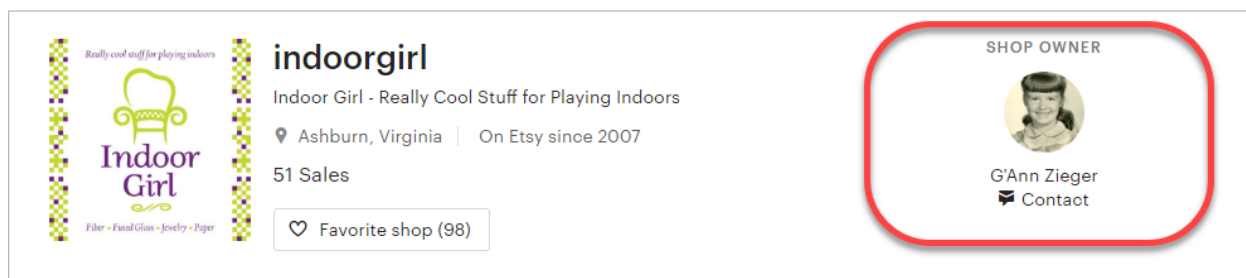 Really cool stuff for playing indoors
Indoor
Girl
Fiber • Fused Glass • Jewelry • Paper
indoorgirl
Indoor Girl - Really Cool Stuff for Playing Indoors
Ashburn, Virginia On Etsy since 2007
51 Sales
Favorite shop (98)
SHOP OWNER
G'Ann Zieger
Contact